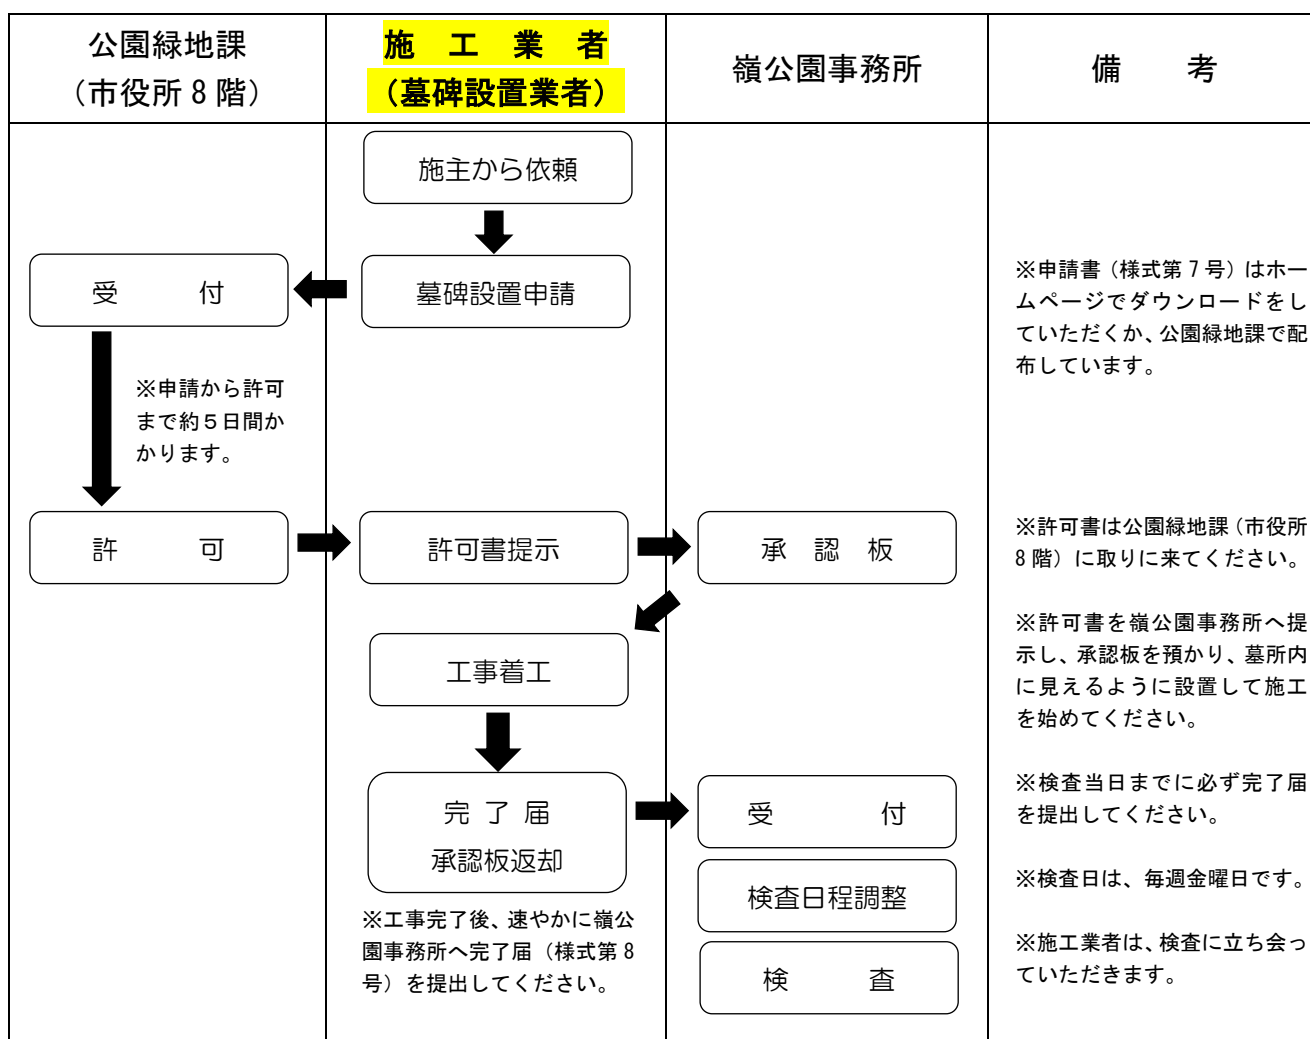 公園緑地課
（市役所８階）
施　工　業　者
（墓碑設置業者）
嶺公園事務所
備　　考
施主から依頼
墓碑設置申請
受　　付
※申請書（様式第７号）はホー
ムページでダウンロードをし
ていただくか、公園緑地課で配
布しています。
※申請から許可
まで約５日間か
かります。
許　　可
許可書提示
承　認　板
※許可書は公園緑地課（市役所
８階）に取りに来てください。
※許可書を嶺公園事務所へ提
示し、承認板を預かり、墓所内
に見えるように設置して施工
を始めてください。
工事着工
完 了 届
承認板返却
※工事完了後、速やかに嶺公
園事務所へ完了届（様式第８
号）を提出してください。
受　　付
検査日程調整
検　　査
※検査当日までに必ず完了届
を提出してください。
※検査日は、毎週金曜日です。
※施工業者は、検査に立ち会っ
ていただきます。